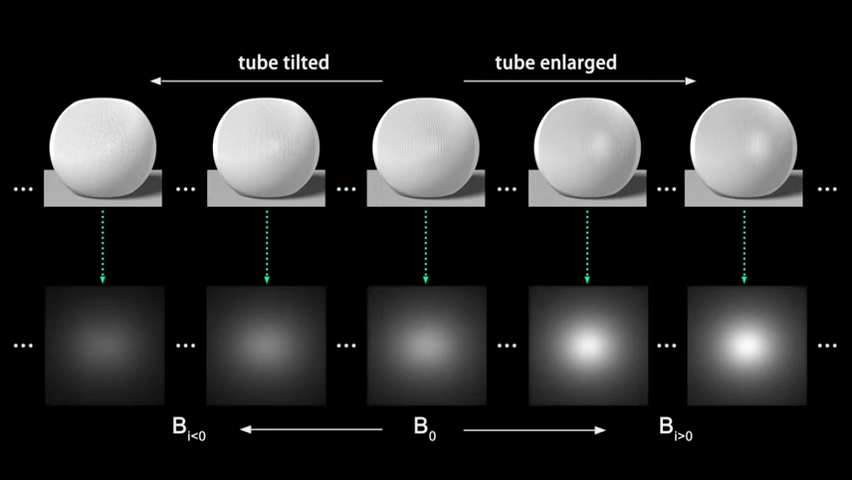 tube tilted
tube enlarged
... ... ... ... ... ...
... ... ... ... ... ...
B i<0
B 0
B i>0